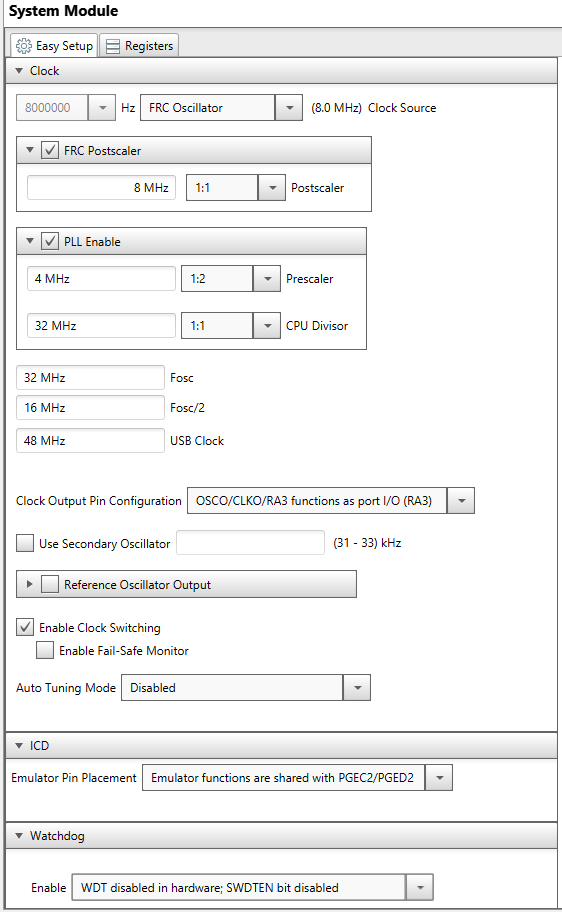 System Module
Easy Setup Registers
Clock
8000000 Hz FRC Oscillator (8.0 MHz) Clock Source
FRC Postscaler
8 MHz 1:1 Postscaler
PLL Enable
4 MHz 1:2 Prescaler
32 MHz 1:1 CPU Divisor
32 MHz Fosc
16 MHz Fosc/2
48 MHz USB Clock
Clock Output Pin Configuration OSCO/CLKO/RA3 functions as port I/O (RA3)
Use Secondary Oscillator (31 - 33) kHz
Reference Oscillator Output
Enable Clock Switching
Enable Fail-Safe Monitor
Auto Tuning Mode Disabled
ICD
Emulator Pin Placement Emulator functions are shared with PGEC2/PGED2
Watchdog
Enable WDT disabled in hardware; SWDTEN bit disabled